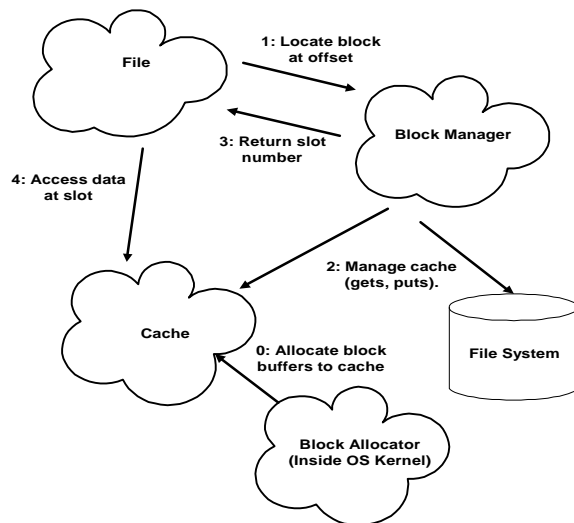 1: Locate block
at offset
File
Block Manager
3: Return slot
number
4: Access data
at slot
2: Manage cache
(gets, puts).
Cache
File System
0: Allocate block
buffers to cache
Block Allocator
(Inside OS Kernel)